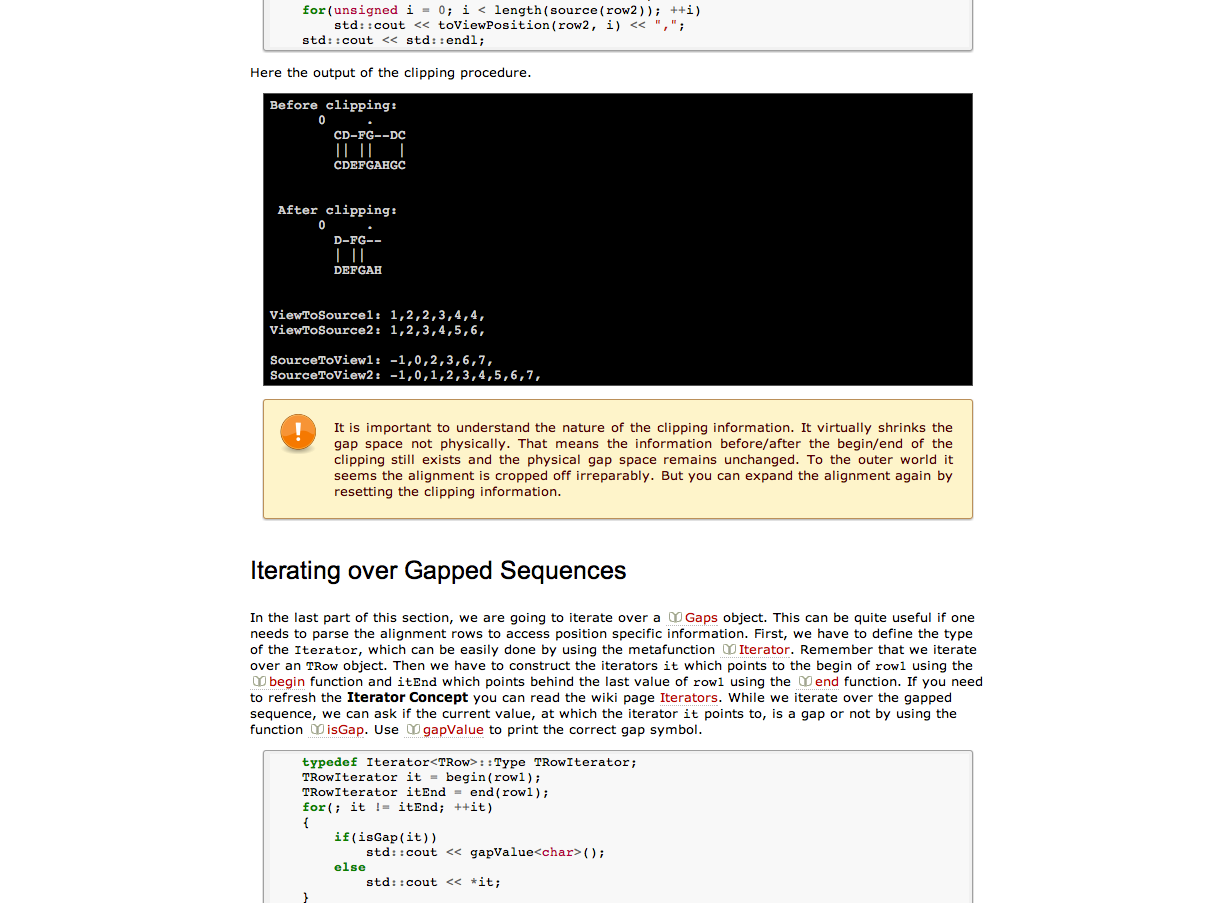 for(unsigned i = 0; i < length(source(row2)); ++i)
std::cout << toViewPosition(row2, i) << ",";
std::cout << std::endl;
Here the output of the clipping procedure.
Before clipping:
      0     .
        CD-FG--DC
        || ||   |
        CDEFGAHGC
 After clipping:
      0     .
        D-FG--
        | ||
        DEFGAH
ViewToSource1: 1,2,2,3,4,4,
ViewToSource2: 1,2,3,4,5,6,
SourceToView1: -1,0,2,3,6,7,
SourceToView2: -1,0,1,2,3,4,5,6,7,
It is important to understand the nature of the clipping information. It virtually shrinks the
gap space not physically. That means the information before/after the begin/end of the
clipping still exists and the physical gap space remains unchanged. To the outer world it
seems the alignment is cropped off irreparably. But you can expand the alignment again by
resetting the clipping information.
Iterating over Gapped Sequences
In the last part of this section, we are going to iterate over a Gaps object. This can be quite useful if one
needs to parse the alignment rows to access position specific information. First, we have to define the type
of the Iterator, which can be easily done by using the metafunction Iterator. Remember that we iterate
over an TRow object. Then we have to construct the iterators it which points to the begin of row1 using the
begin function and itEnd which points behind the last value of row1 using the end function. If you need
to refresh the Iterator Concept you can read the wiki page Iterators. While we iterate over the gapped
sequence, we can ask if the current value, at which the iterator it points to, is a gap or not by using the
function isGap. Use gapValue to print the correct gap symbol.
typedef Iterator<TRow>::Type TRowIterator;
TRowIterator it = begin(row1);
TRowIterator itEnd = end(row1);
for(; it != itEnd; ++it)
{
    if(isGap(it))
        std::cout << gapValue<char>();
    else
        std::cout << *it;
}